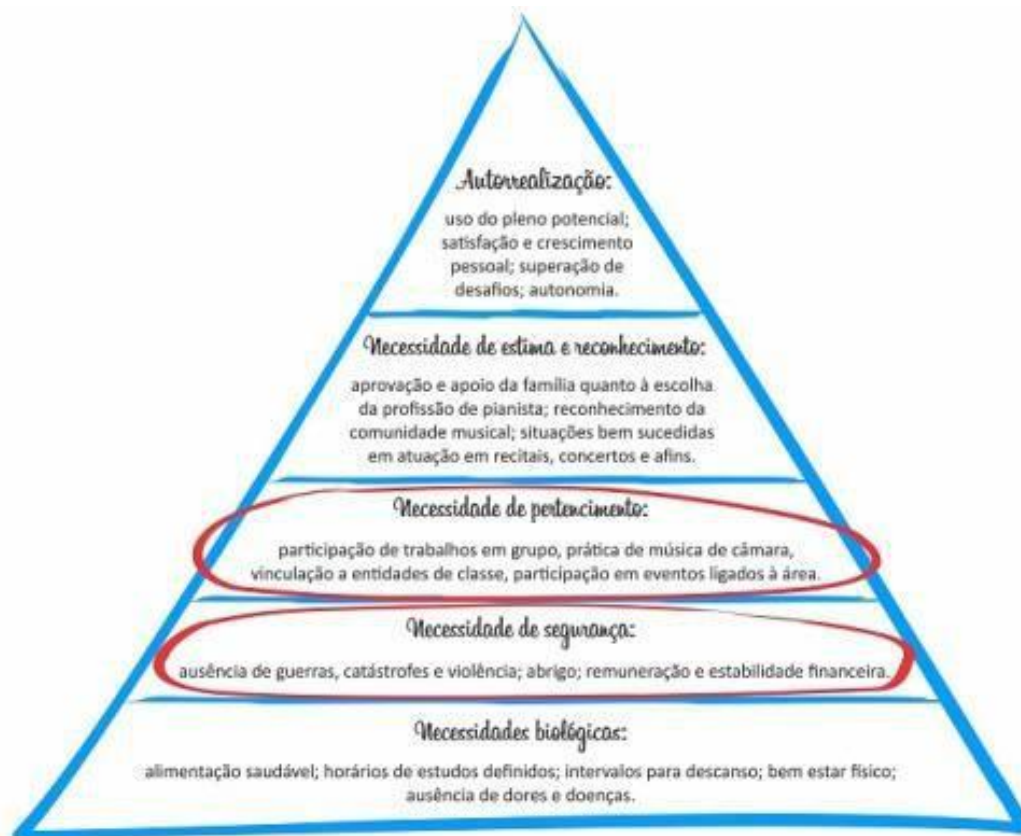 Autorrealização:
uso do pleno potencial;
satisfação e crescimento
pessoal; superação de
desafios; autonomia.
Necessidade de estima e reconhecimento:
aprovação e apoio da família quanto à escolha
da profissão de pianista; reconhecimento da
comunidade musical; situações bem sucedidas
em atuação em recitais, concertos e afins.
Necessidade de pertencimento:
participação de trabalhos em grupo, prática de música de câmara,
vinculação a entidades de classe, participação em eventos ligados à área.
Necessidade de segurança:
ausência de guerras, catástrofes e violência; abrigo; remuneração e estabilidade financeira.
Necessidades biológicas:
alimentação saudável; horários de estudos definidos; intervalos para descanso; bem estar físico;
ausência de dores e doenças.